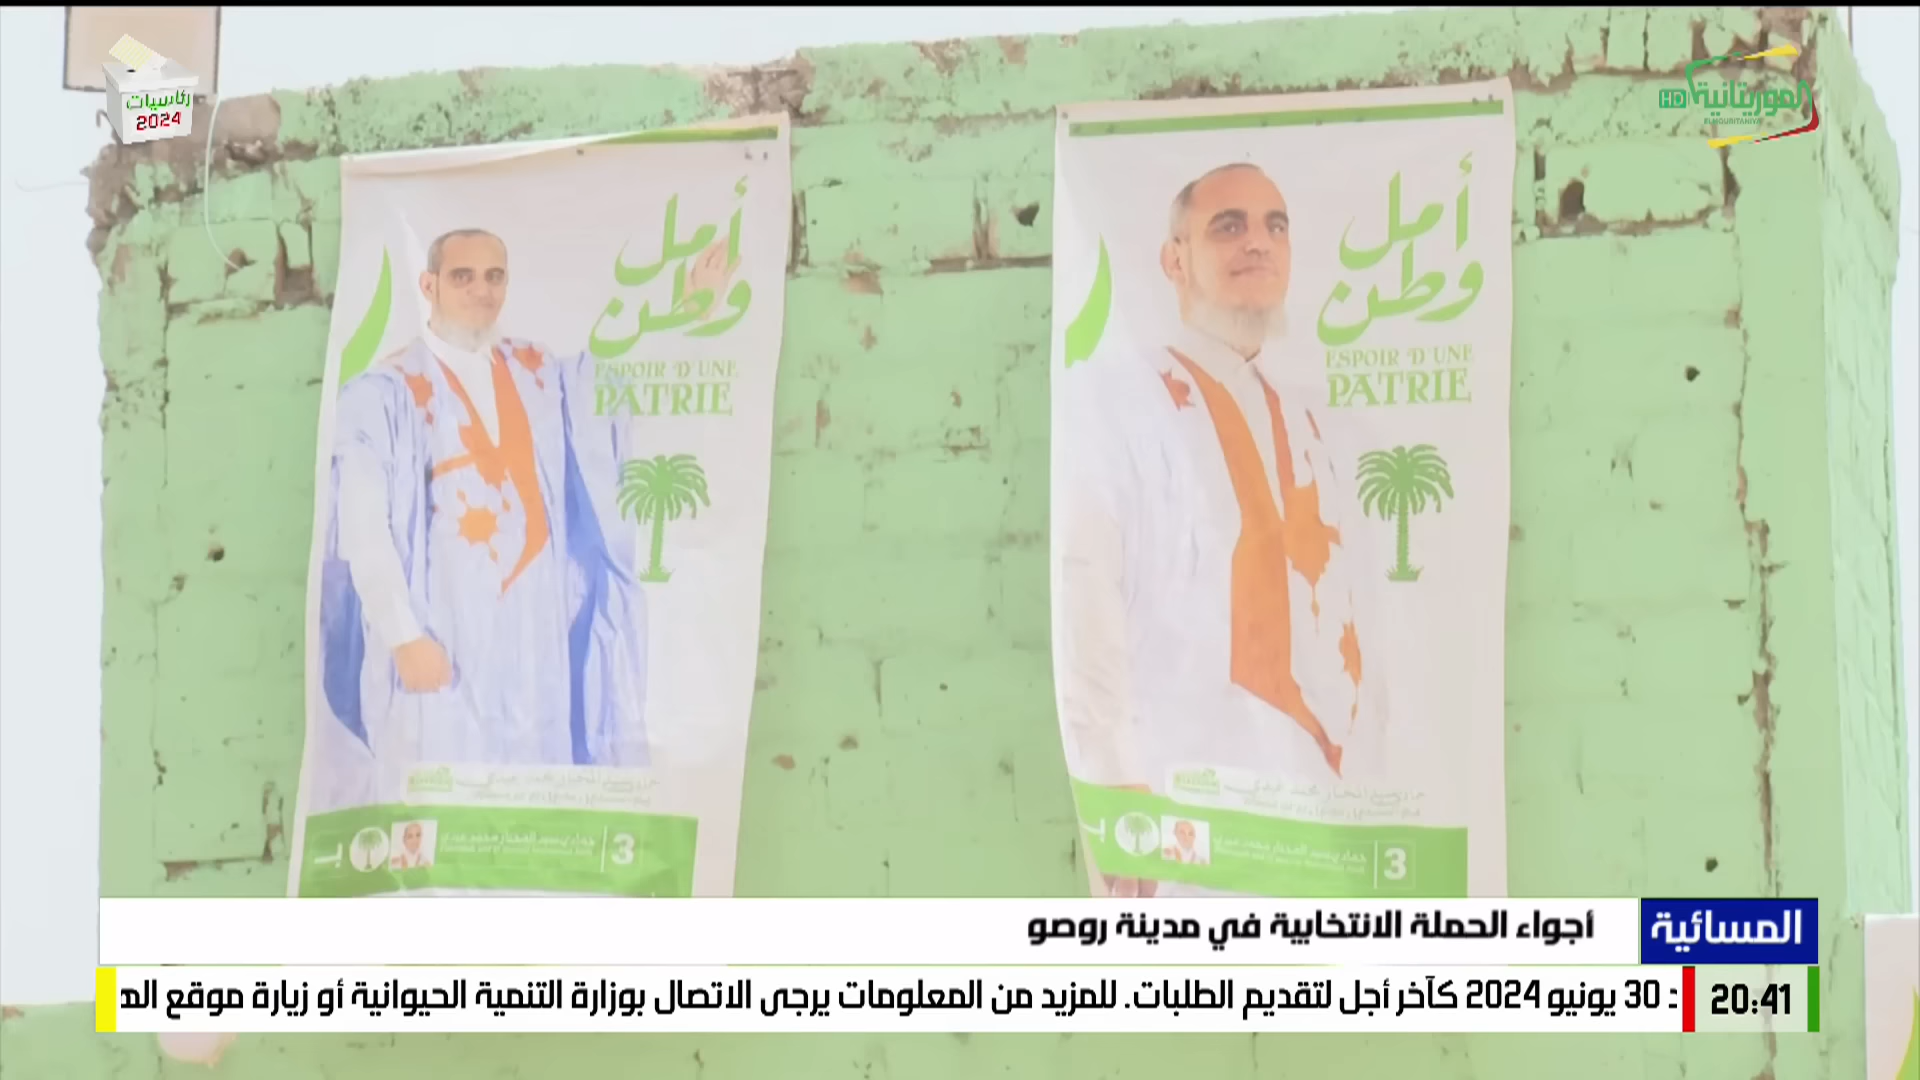 رئاسيات
2024
الموريتانية
HD
ELMOURITANIYA
أمل
وطن
ESPOIR D'UNE
PATRIE
3
أمل
وطن
ESPOIR D'UNE
PATRIE
3
المسائية
أجواء الحملة الانتخابية في مدينة روصو
20:41
30 يونيو 2024 كآخر أجل لتقديم الطلبات. للمزيد من المعلومات يرجى الاتصال بوزارة التنمية الحيوانية أو زيارة موقع